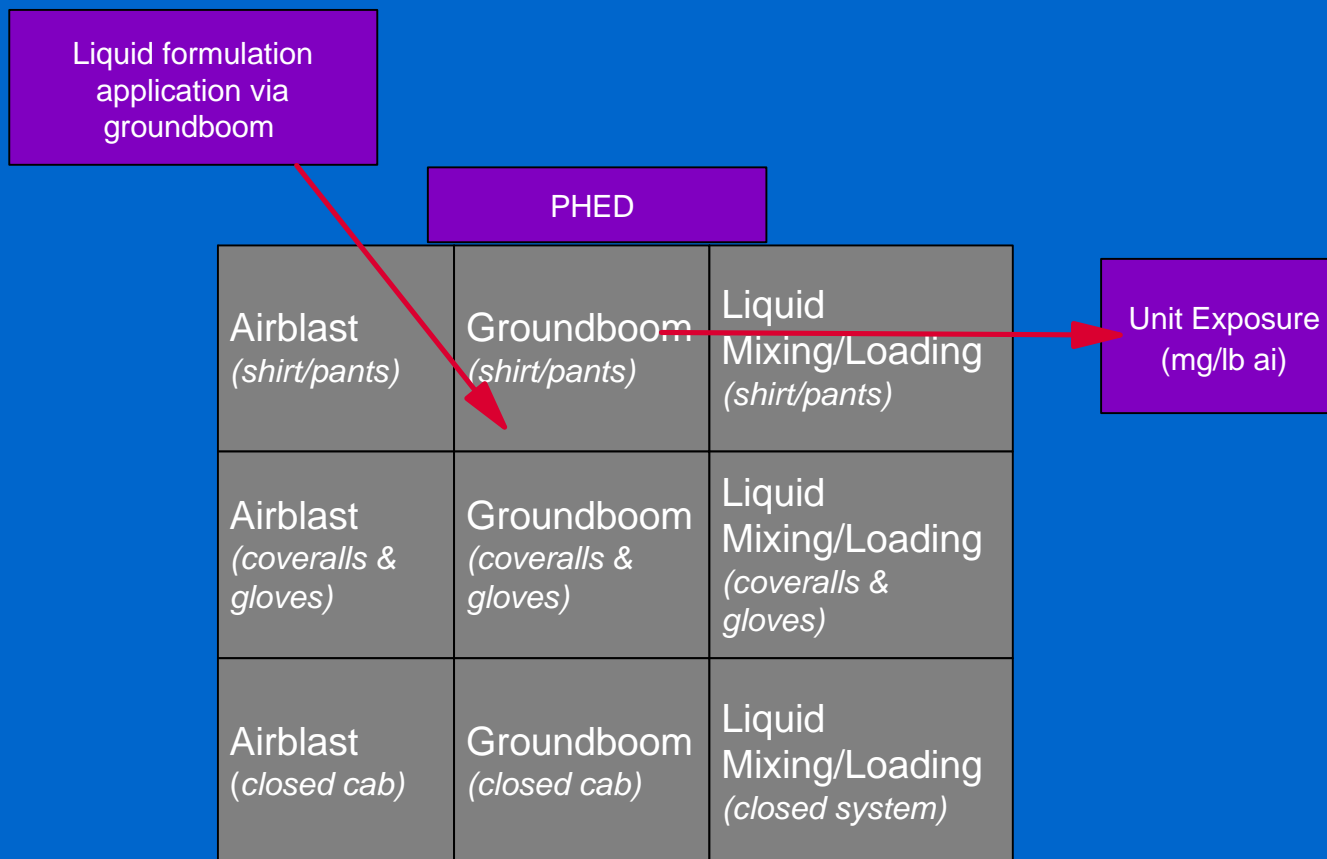 Liquid formulation
application via
groundboom
PHED
Airblast
(shirt/pants)
Groundboom
(shirt/pants)
Liquid
Mixing/Loading
(shirt/pants)
Unit Exposure
(mg/lb ai)
Airblast
(coveralls &
gloves)
Groundboom
(coveralls &
gloves)
Liquid
Mixing/Loading
(coveralls &
gloves)
Airblast
(closed cab)
Groundboom
(closed cab)
Liquid
Mixing/Loading
(closed system)